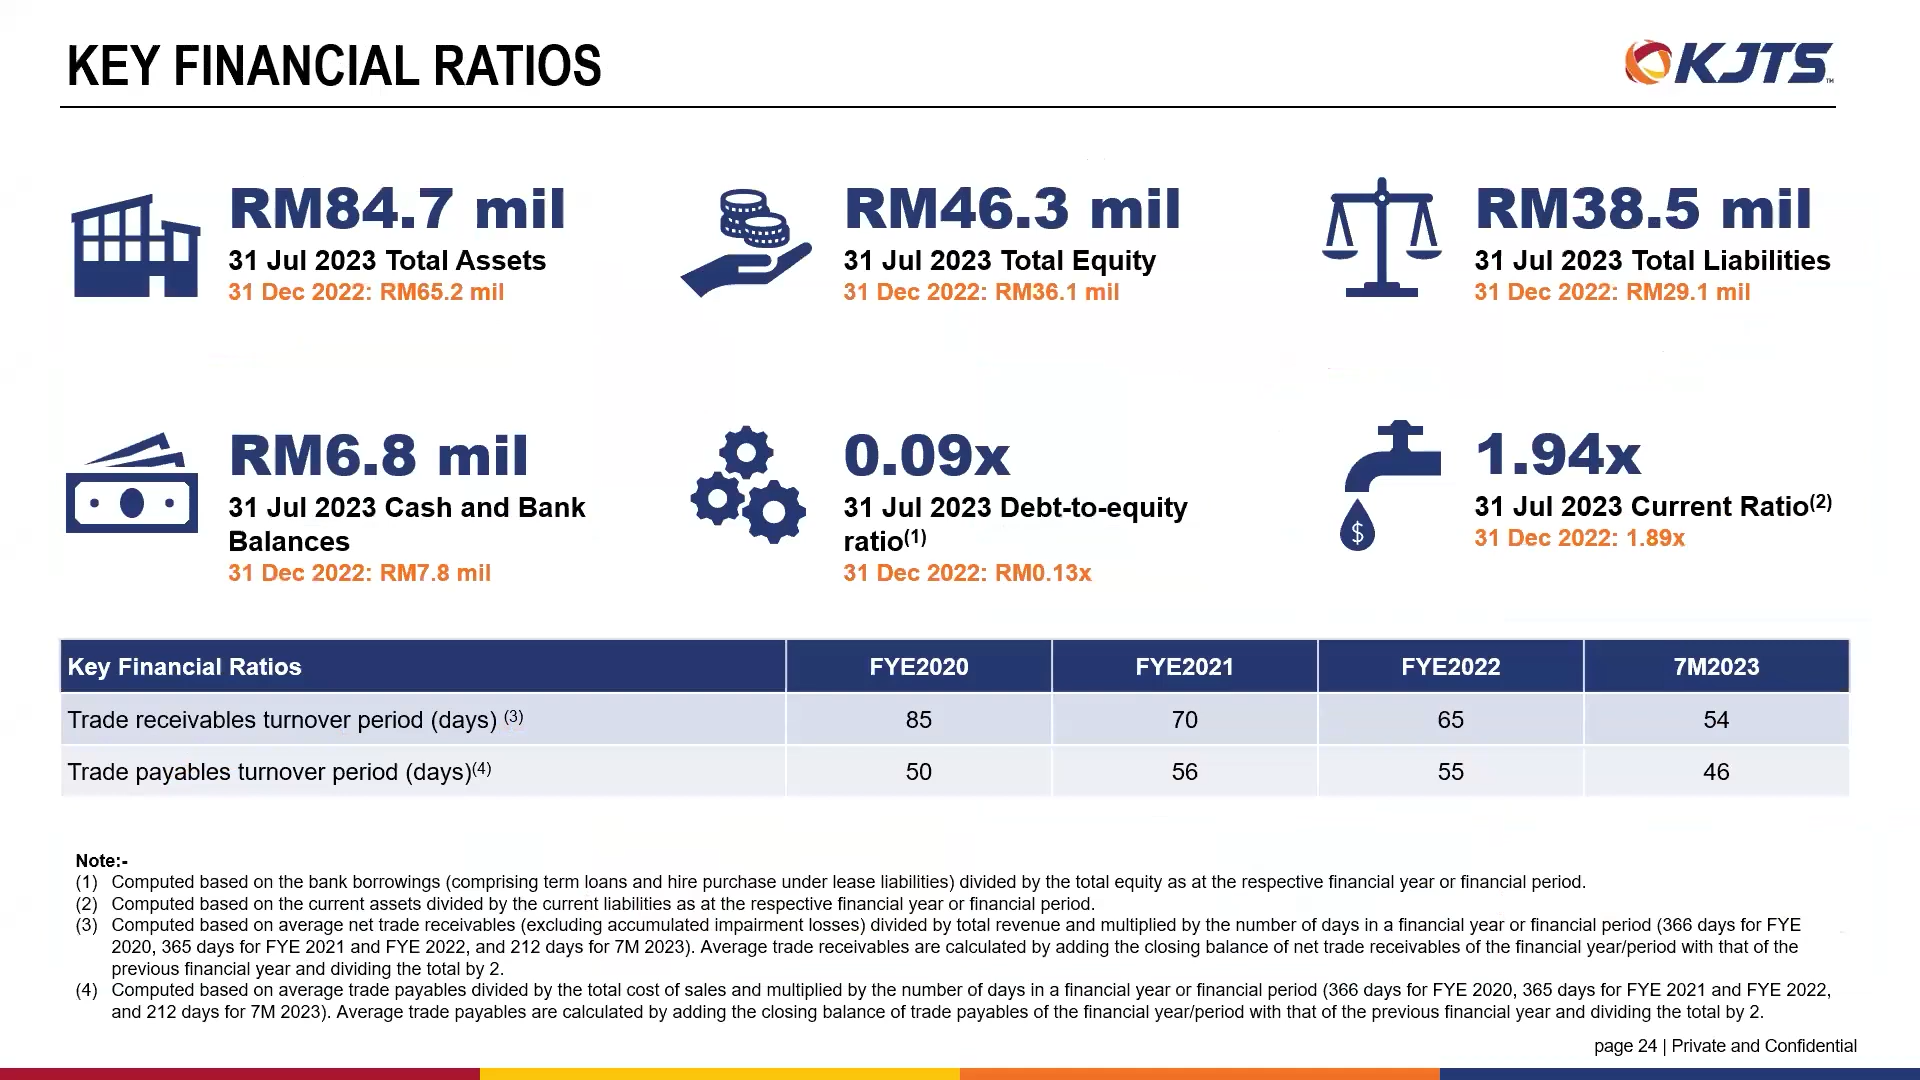 KEY FINANCIAL RATIOS
KJTS™
RM84.7 mil
31 Jul 2023 Total Assets
31 Dec 2022: RM65.2 mil
RM46.3 mil
31 Jul 2023 Total Equity
31 Dec 2022: RM36.1 mil
RM38.5 mil
31 Jul 2023 Total Liabilities
31 Dec 2022: RM29.1 mil
RM6.8 mil
31 Jul 2023 Cash and Bank
Balances
31 Dec 2022: RM7.8 mil
0.09x
31 Jul 2023 Debt-to-equity
ratio(1)
31 Dec 2022: RM0.13x
$
1.94x
31 Jul 2023 Current Ratio(2)
31 Dec 2022: 1.89x
Key Financial Ratios FYE2020 FYE2021 FYE2022 7M2023
Trade receivables turnover period (days) (3) 85 70 65 54
Trade payables turnover period (days)(4) 50 56 55 46
Note:-
(1) Computed based on the bank borrowings (comprising term loans and hire purchase under lease liabilities) divided by the total equity as at the respective financial year or financial period.
(2) Computed based on the current assets divided by the current liabilities as at the respective financial year or financial period.
(3) Computed based on average net trade receivables (excluding accumulated impairment losses) divided by total revenue and multiplied by the number of days in a financial year or financial period (366 days for FYE
2020, 365 days for FYE 2021 and FYE 2022, and 212 days for 7M 2023). Average trade receivables are calculated by adding the closing balance of net trade receivables of the financial year/period with that of the
previous financial year and dividing the total by 2.
(4) Computed based on average trade payables divided by the total cost of sales and multiplied by the number of days in a financial year or financial period (366 days for FYE 2020, 365 days for FYE 2021 and FYE 2022,
and 212 days for 7M 2023). Average trade payables are calculated by adding the closing balance of trade payables of the financial year/period with that of the previous financial year and dividing the total by 2.
page 24 | Private and Confidential